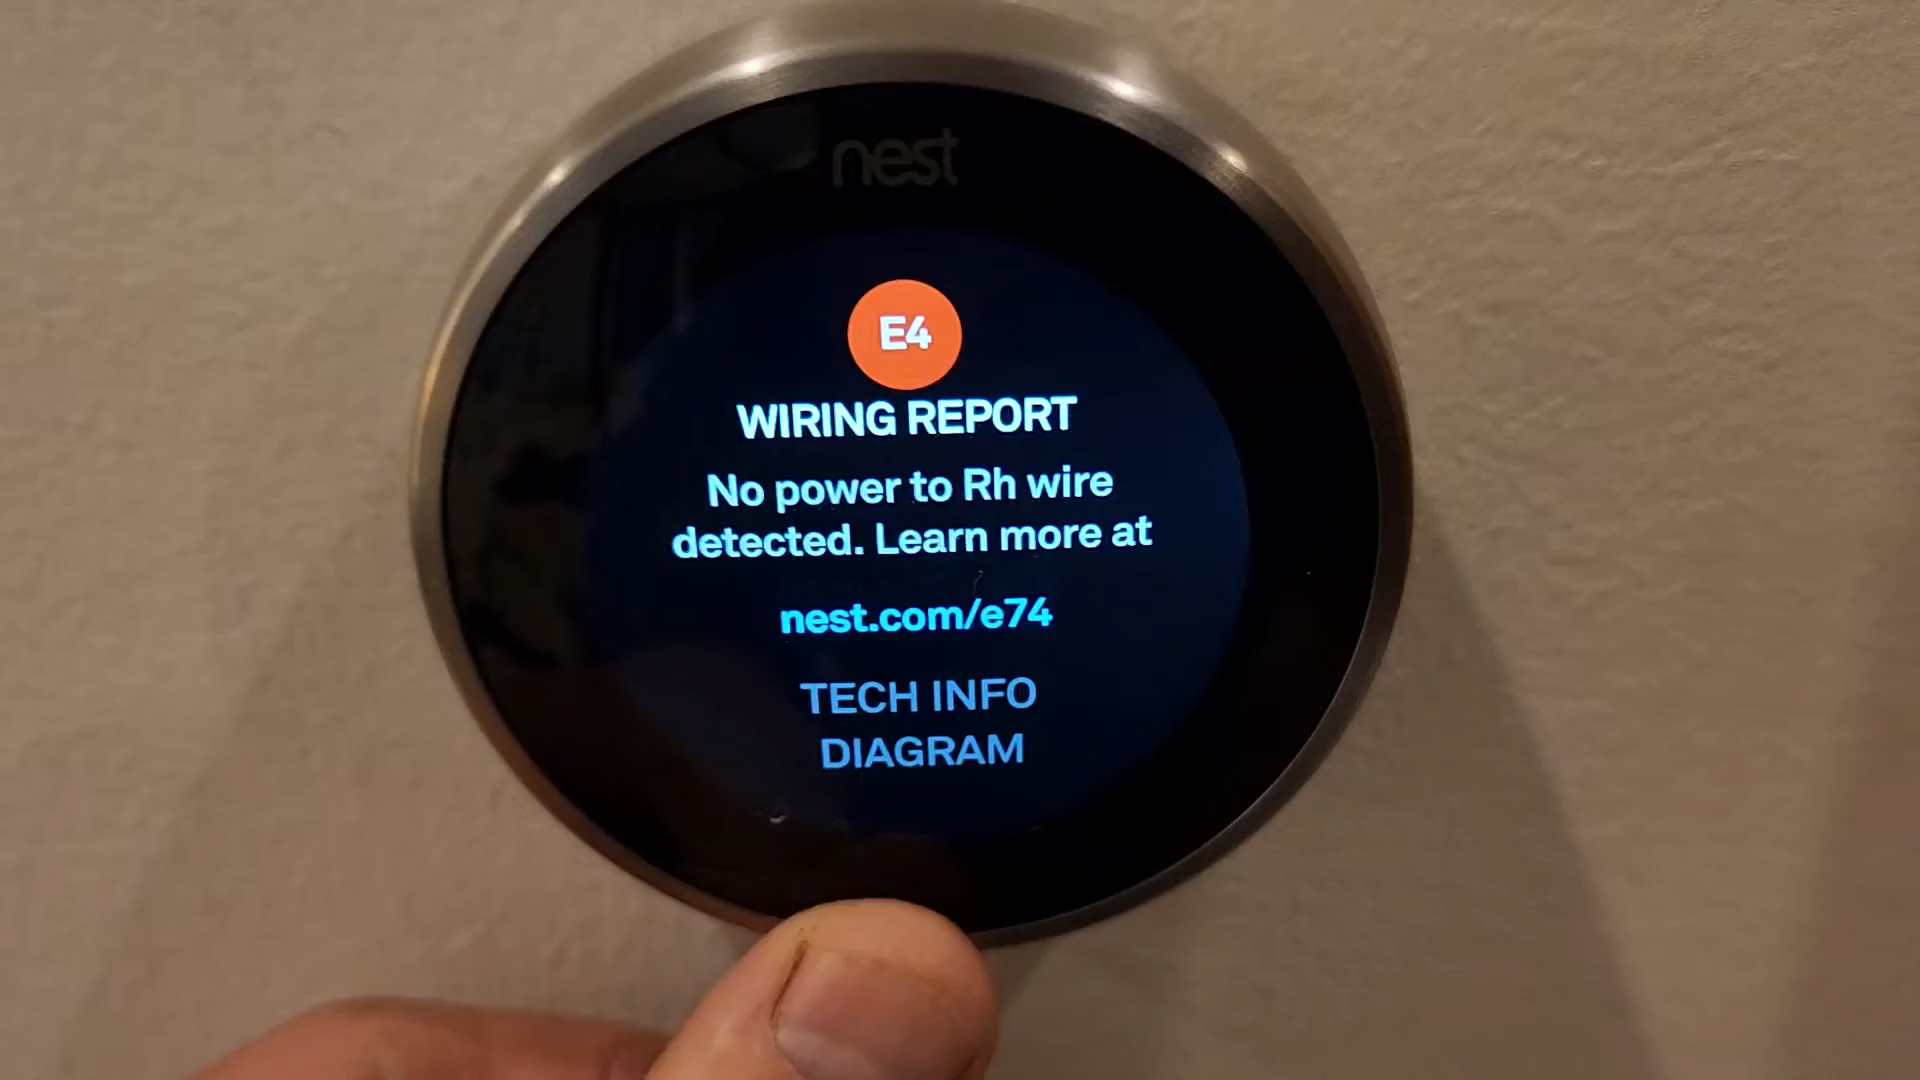 nest
E4
WIRING REPORT
No power to Rh wire
detected. Learn more at
nest.com/e74
TECH INFO
DIAGRAM